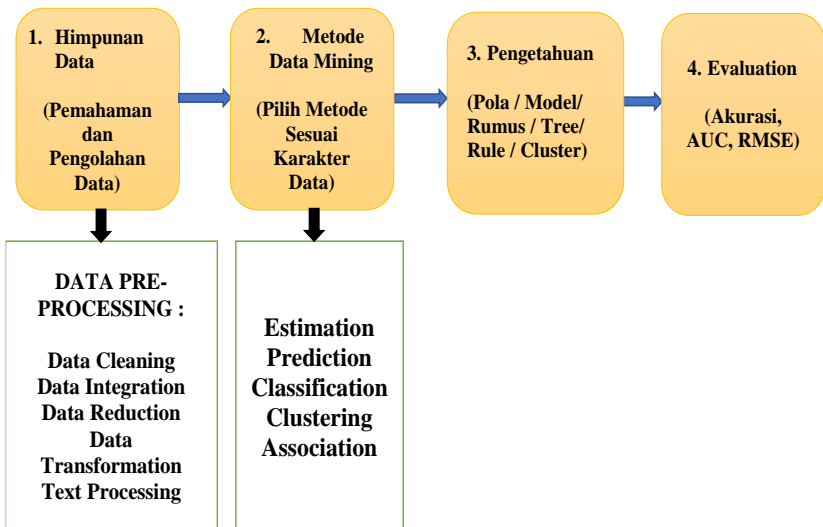 1. Himpunan
Data
(Pemahaman
dan
Pengolahan
Data)
2. Metode
Data Mining
(Pilih Metode
Sesuai
Karakter
Data)
3. Pengetahuan
(Pola / Model/
Rumus / Tree/
Rule / Cluster)
4. Evaluation
(Akurasi,
AUC, RMSE)
DATA PRE-
PROCESSING :
Data Cleaning
Data Integration
Data Reduction
Data
Transformation
Text Processing
Estimation
Prediction
Classification
Clustering
Association